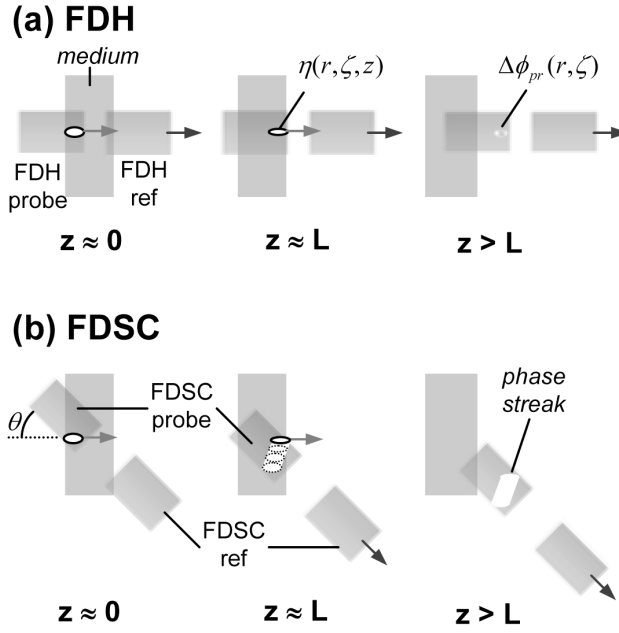 (a) FDH
medium
η(r, ζ, z)
Δϕpr(r, ζ)
FDH
probe
FDH
ref
z ≈ 0
z ≈ L
z > L
(b) FDSC
θ
FDSC
probe
phase
streak
FDSC
ref
z ≈ 0
z ≈ L
z > L